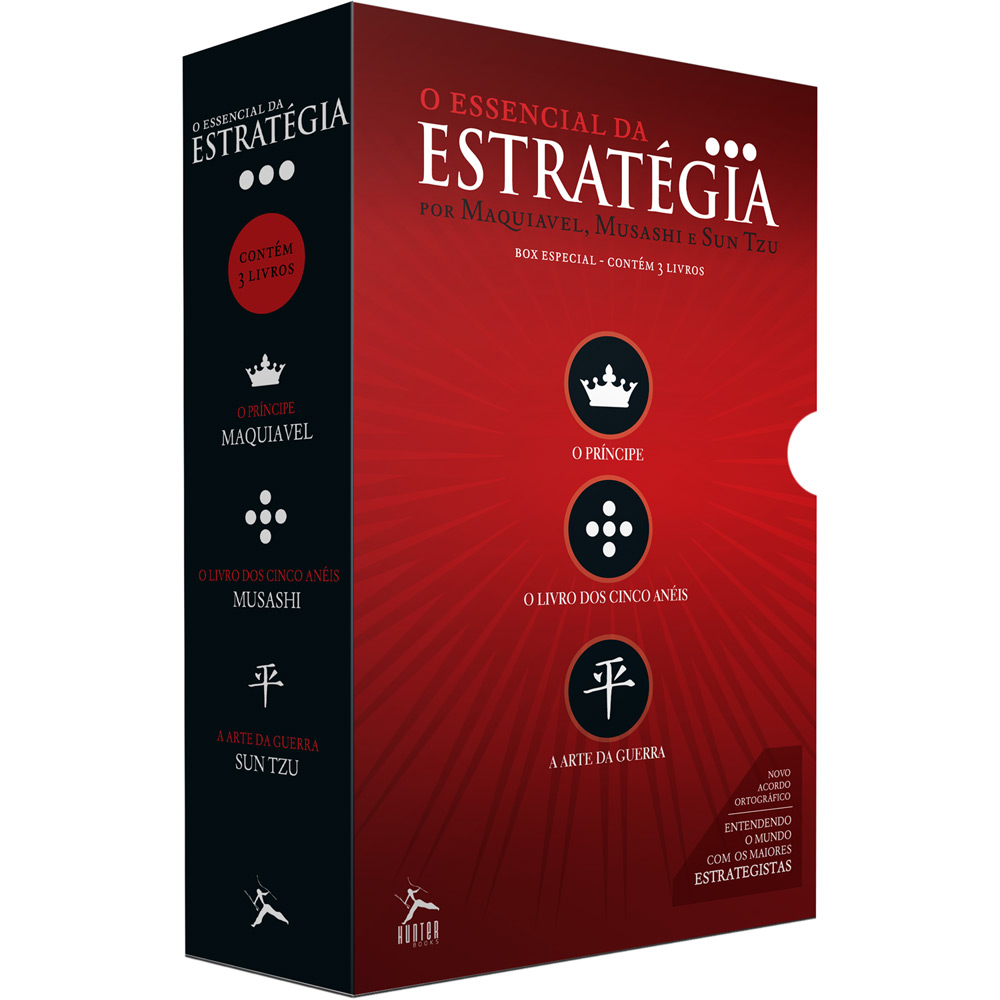 O ESSENCIAL DA
ESTRATÉGIA
CONTÉM
3 LIVROS
O PRÍNCIPE
MAQUIAVEL
O LIVRO DOS CINCO ANÉIS
MUSASHI
平
A ARTE DA GUERRA
SUN TZU
O ESSENCIAL DA
ESTRATÉGIA
POR MAQUIAVEL, MUSASHI E SUN TZU
BOX ESPECIAL - CONTÉM 3 LIVROS
O PRÍNCIPE
O LIVRO DOS CINCO ANÉIS
平
A ARTE DA GUERRA
NOVO
ACORDO
ORTOGRÁFICO
ENTENDENDO
O MUNDO
COM OS MAIORES
ESTRATEGISTAS
HUNTER
BOOKS